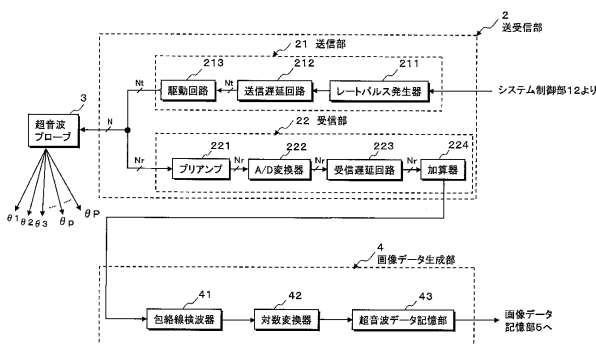 2
送受信部
21 送信部
213
212
211
Nt
駆動回路
Nt
送信遅延回路
レートパルス発生器
システム制御部12より
3
超音波
プローブ
N
22 受信部
221
222
223
224
Nr
プリアンプ
Nr
A/D変換器
Nr
受信遅延回路
Nr
加算器
θ1
θ2
θ3
θp
θP
4
画像データ生成部
41
42
43
包絡線検波器
対数変換器
超音波データ記憶部
画像データ
記憶部5へ